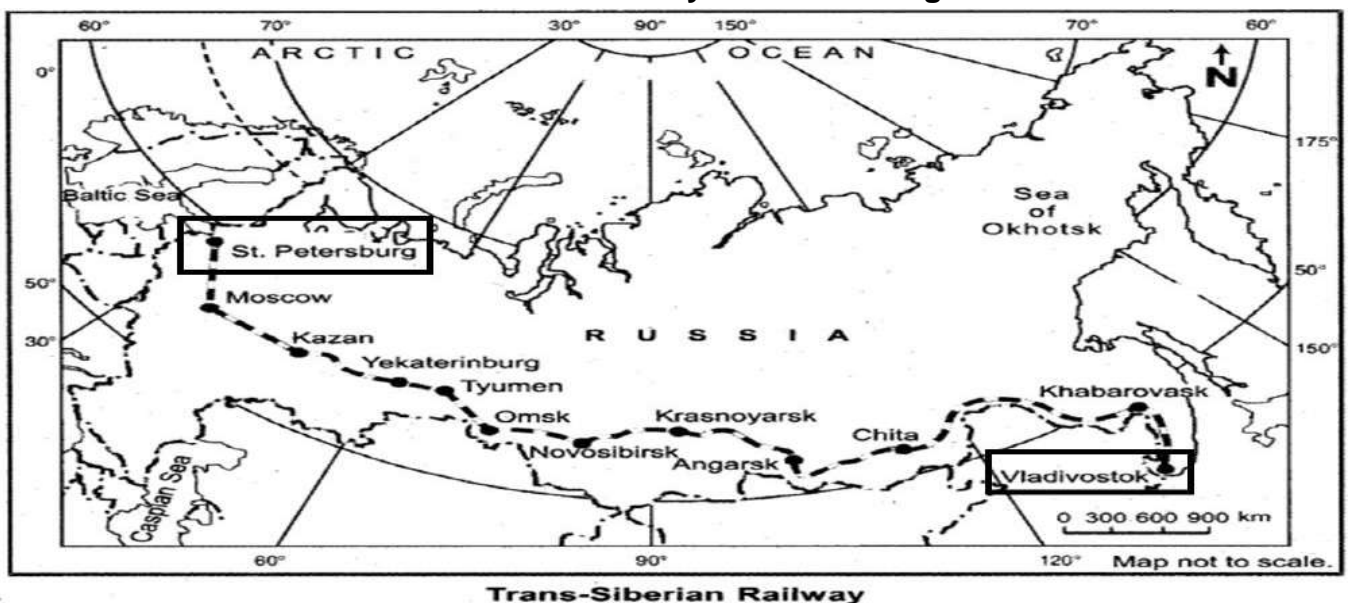 60° 70° 30° 90° 150° 70° 60°
ARCTIC OCEAN
0°
N
175°
Baltic Sea
Sea
of
Okhotsk
St. Petersburg
50°
50°
Moscow
RUSSIA
30°
150°
Kazan
Yekaterinburg
Tyumen
Khabarovask
Omsk
Krasnoyarsk
Chita
Novosibirsk
Angarsk
Vladivostok
Caspian Sea
0 300 600 900 km
60° 90° 120° Map not to scale.
Trans-Siberian Railway